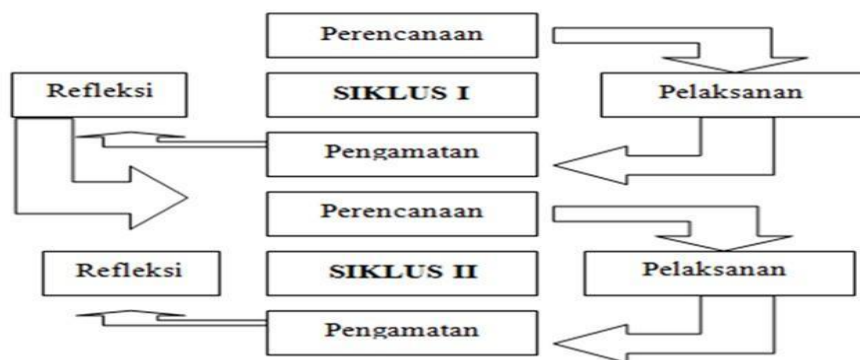 Perencanaan
Refleksi SIKLUS I Pelaksanan
Pengamatan
Perencanaan
Refleksi SIKLUS II Pelaksanan
Pengamatan